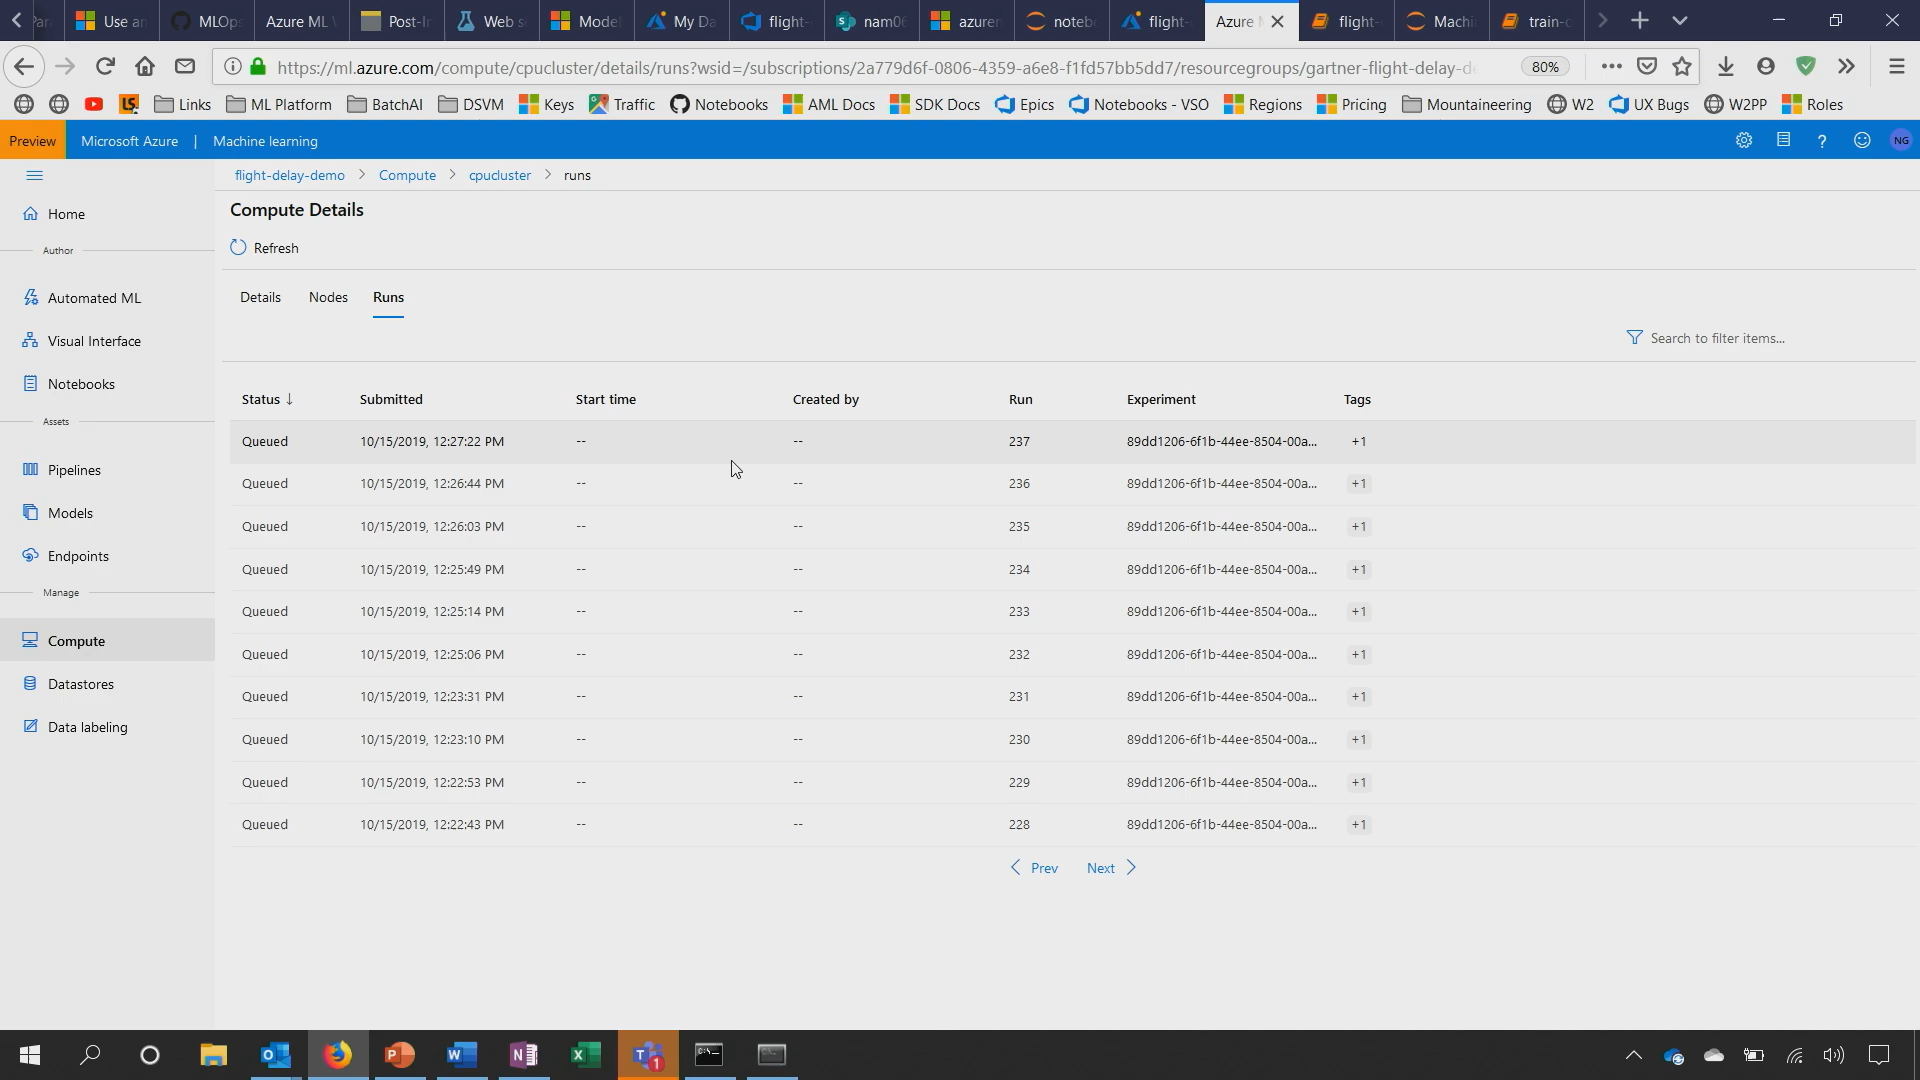 Use an
MLOps
Azure ML
Post-I
Web s
Model
My Da
flight-
nam06
azurer
noteb
flight-
Azure
flight-
Machi
train-c
https://ml.azure.com/compute/cpucluster/details/runs?wsid=/subscriptions/2a779d6f-0806-4359-a6e8-f1fd57bb5dd7/resourcegroups/gartner-flight-delay-de
80%
Links
ML Platform
BatchAI
DSVM
Keys
Traffic
Notebooks
AML Docs
SDK Docs
Epics
Notebooks - VSO
Regions
Pricing
Mountaineering
W2
UX Bugs
W2PP
Roles
Preview
Microsoft Azure | Machine learning
NG
flight-delay-demo > Compute > cpucluster > runs
Compute Details
Refresh
Details Nodes Runs
Search to filter items...
Home
Author
Automated ML
Visual Interface
Notebooks
Assets
Pipelines
Models
Endpoints
Manage
Compute
Datastores
Data labeling
Status ↓ Submitted Start time Created by Run Experiment Tags
Queued 10/15/2019, 12:27:22 PM -- -- 237 89dd1206-6f1b-44ee-8504-00a... +1
Queued 10/15/2019, 12:26:44 PM -- -- 236 89dd1206-6f1b-44ee-8504-00a... +1
Queued 10/15/2019, 12:26:03 PM -- -- 235 89dd1206-6f1b-44ee-8504-00a... +1
Queued 10/15/2019, 12:25:49 PM -- -- 234 89dd1206-6f1b-44ee-8504-00a... +1
Queued 10/15/2019, 12:25:14 PM -- -- 233 89dd1206-6f1b-44ee-8504-00a... +1
Queued 10/15/2019, 12:25:06 PM -- -- 232 89dd1206-6f1b-44ee-8504-00a... +1
Queued 10/15/2019, 12:23:31 PM -- -- 231 89dd1206-6f1b-44ee-8504-00a... +1
Queued 10/15/2019, 12:23:10 PM -- -- 230 89dd1206-6f1b-44ee-8504-00a... +1
Queued 10/15/2019, 12:22:53 PM -- -- 229 89dd1206-6f1b-44ee-8504-00a... +1
Queued 10/15/2019, 12:22:43 PM -- -- 228 89dd1206-6f1b-44ee-8504-00a... +1
Prev Next